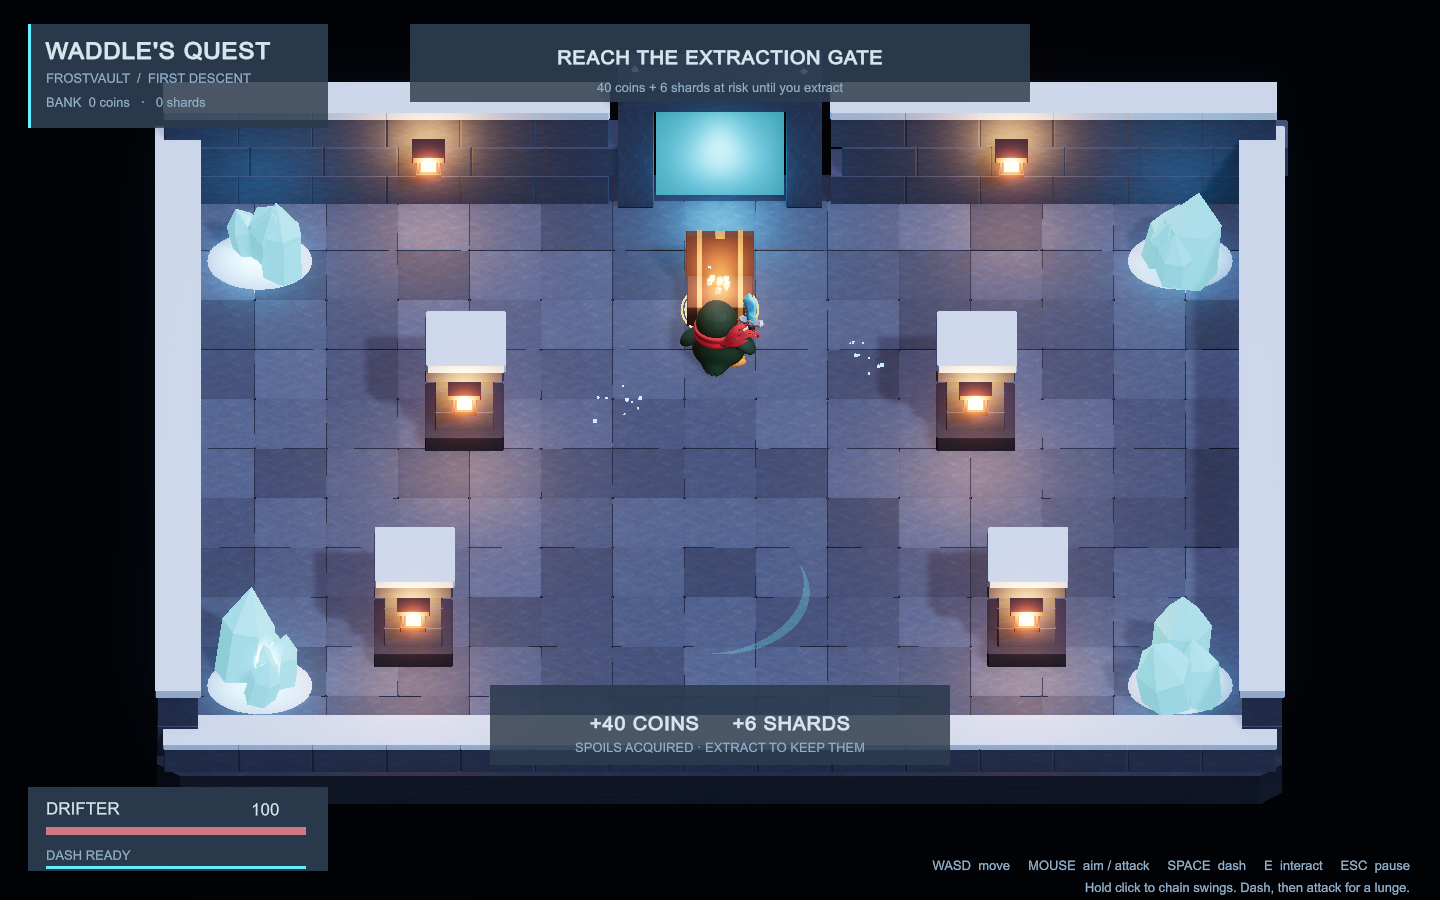 WADDLE'S QUEST
FROSTVAULT / FIRST DESCENT
BANK 0 coins · 0 shards
REACH THE EXTRACTION GATE
40 coins + 6 shards at risk until you extract
+40 COINS +6 SHARDS
SPOILS ACQUIRED · EXTRACT TO KEEP THEM
DRIFTER 100
DASH READY
WASD move MOUSE aim / attack SPACE dash E interact ESC pause
Hold click to chain swings. Dash, then attack for a lunge.